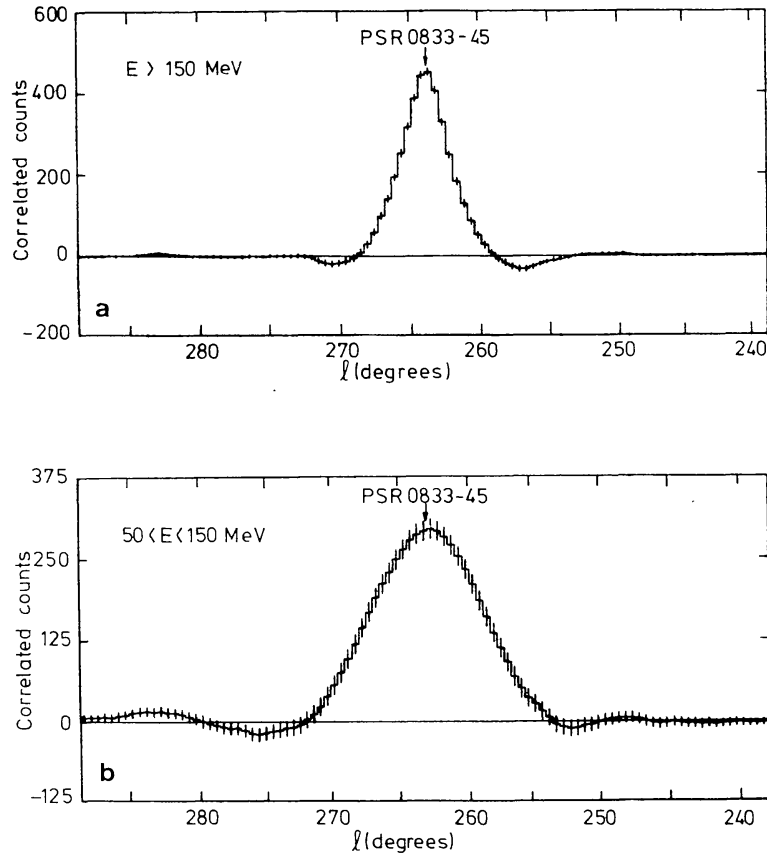 600
PSR 0833-45
E > 150 MeV
400
200
0
-200
Correlated counts
a
280 270 260 250 240
ℓ(degrees)
375
PSR 0833-45
50<E<150 MeV
250
125
0
-125
Correlated counts
b
280 270 260 250 240
ℓ(degrees)